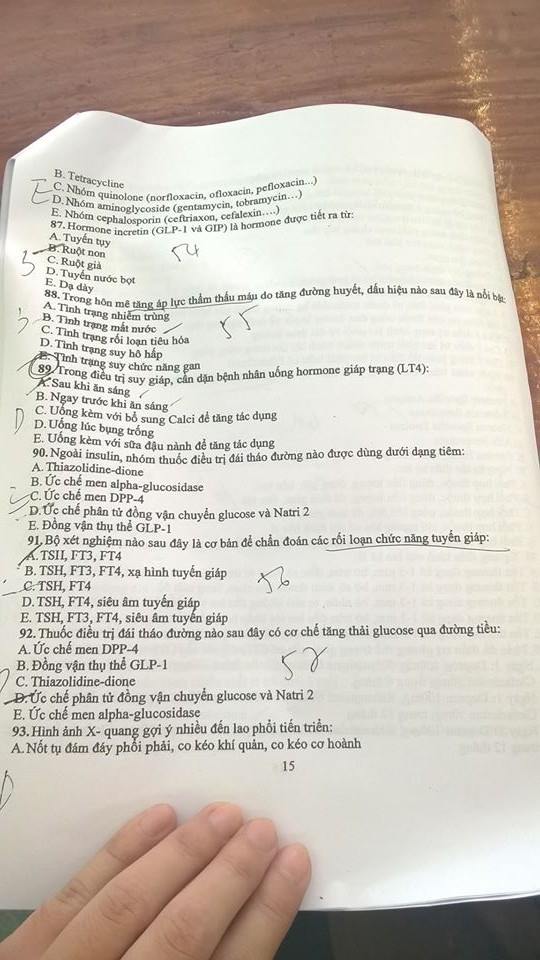 B. Tetracycline
C. Nhóm quinolone (norfloxacin, ofloxacin, pefloxacin...)
D. Nhóm aminoglycoside (gentamycin, tobramycin…)
E. Nhóm cephalosporin (ceftriaxon, cefalexin….)
87. Hormone incretin (GLP-1 và GIP) là hormone được tiết ra từ:
A. Tuyến tụy
B. Ruột non
54
C. Ruột già
D. Tuyến nước bọt
E. Dạ dày
88. Trong hôn mê tăng áp lực thẩm thấu máu do tăng đường huyết, dấu hiệu nào sau đây là nổi bật:
A. Tình trạng nhiễm trùng
B. Tình trạng mất nước
55
C. Tình trạng rối loạn tiêu hóa
D. Tình trạng suy hô hấp
E. Tình trạng suy chức năng gan
89. Trong điều trị suy giáp, cần dặn bệnh nhân uống hormone giáp trạng (LT4):
A. Sau khi ăn sáng
B. Ngay trước khi ăn sáng
C. Uống kèm với bổ sung Calci để tăng tác dụng
D
D. Uống lúc bụng trống
E. Uống kèm với sữa đậu nành để tăng tác dụng
90. Ngoài insulin, nhóm thuốc điều trị đái tháo đường nào được dùng dưới dạng tiêm:
A. Thiazolidine-dione
B. Ức chế men alpha-glucosidase
C. Ức chế men DPP-4
D. Ức chế phân tử đồng vận chuyển glucose và Natri 2
E. Đồng vận thụ thể GLP-1
91. Bộ xét nghiệm nào sau đây là cơ bản để chẩn đoán các rối loạn chức năng tuyến giáp:
A. TSH, FT3, FT4
B. TSH, FT3, FT4, xạ hình tuyến giáp
56
C. TSH, FT4
D. TSH, FT4, siêu âm tuyến giáp
E. TSH, FT3, FT4, siêu âm tuyến giáp
92. Thuốc điều trị đái tháo đường nào sau đây có cơ chế tăng thải glucose qua đường tiểu:
A. Ức chế men DPP-4
B. Đồng vận thụ thể GLP-1
C. Thiazolidine-dione
D. Ức chế phân tử đồng vận chuyển glucose và Natri 2
E. Ức chế men alpha-glucosidase
93. Hình ảnh X- quang gợi ý nhiều đến lao phổi tiến triển:
A. Nốt tụ đám đáy phổi phải, co kéo khí quản, co kéo cơ hoành
15